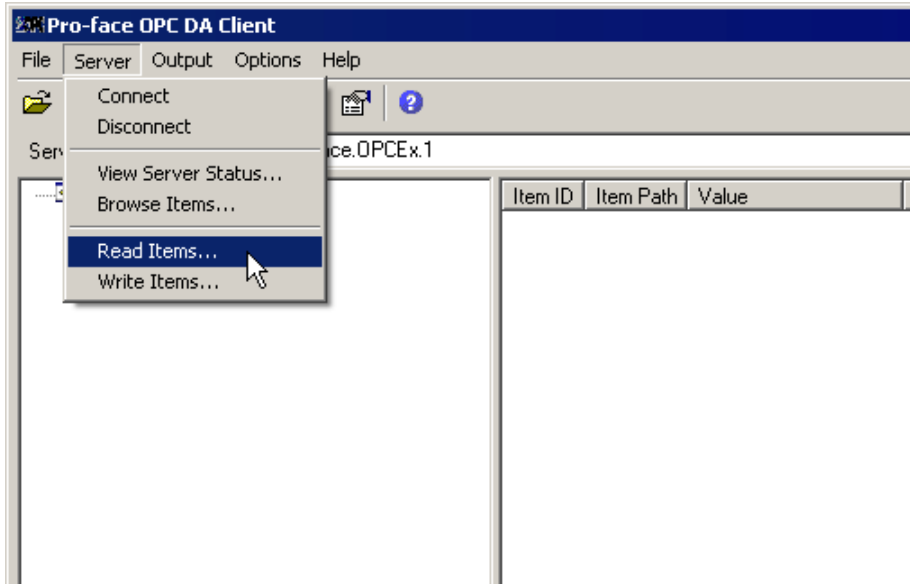 Pro-face OPC DA Client
File Server Output Options Help
Connect
Disconnect
ce.OPCEx.1
View Server Status...
Browse Items...
Item ID Item Path Value
Read Items...
Write Items...